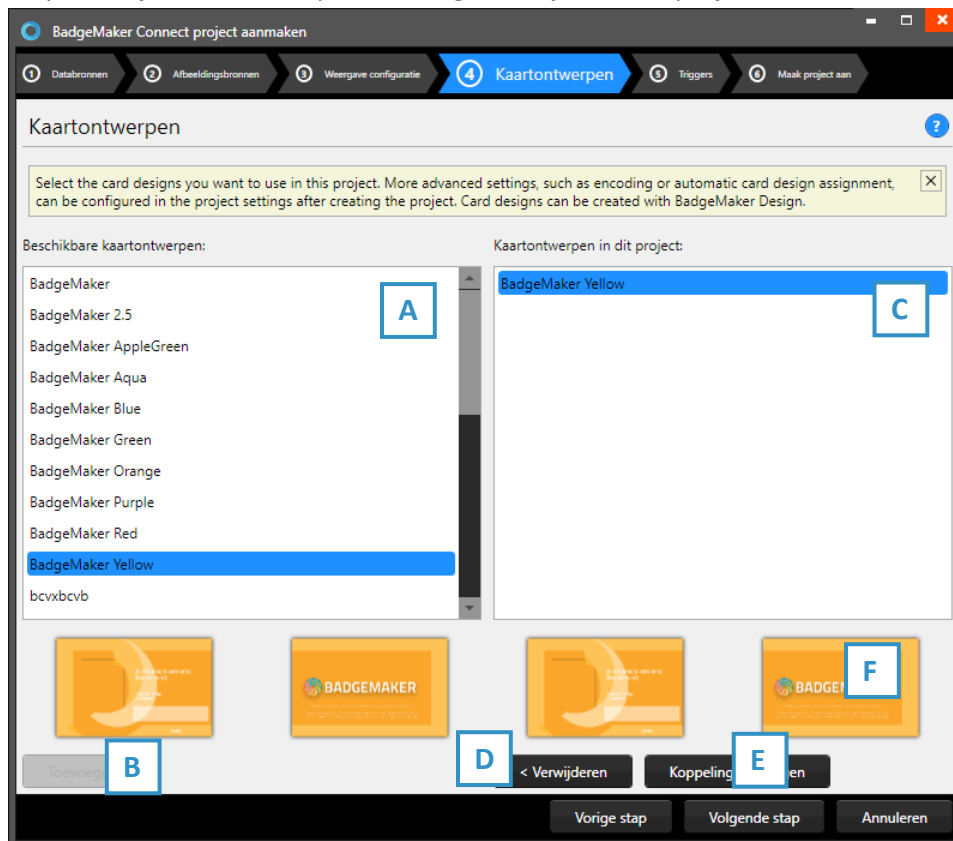 BadgeMaker Connect project aanmaken
1 Databronnen 2 Afbeeldingsbronnen 3 Weergave configuratie 4 Kaartontwerpen 5 Triggers 6 Maak project aan
Kaartontwerpen ?
Select the card designs you want to use in this project. More advanced settings, such as encoding or automatic card design assignment,
can be configured in the project settings after creating the project. Card designs can be created with BadgeMaker Design.
Beschikbare kaartontwerpen:
BadgeMaker
BadgeMaker 2.5
BadgeMaker AppleGreen
BadgeMaker Aqua
BadgeMaker Blue
BadgeMaker Green
BadgeMaker Orange
BadgeMaker Purple
BadgeMaker Red
BadgeMaker Yellow
bcvxbcvb
A
Kaartontwerpen in dit project:
BadgeMaker Yellow
C
BADGEMAKER
BADGE
F
B
D
< Verwijderen
Koppeling
E
en
Vorige stap Volgende stap Annuleren